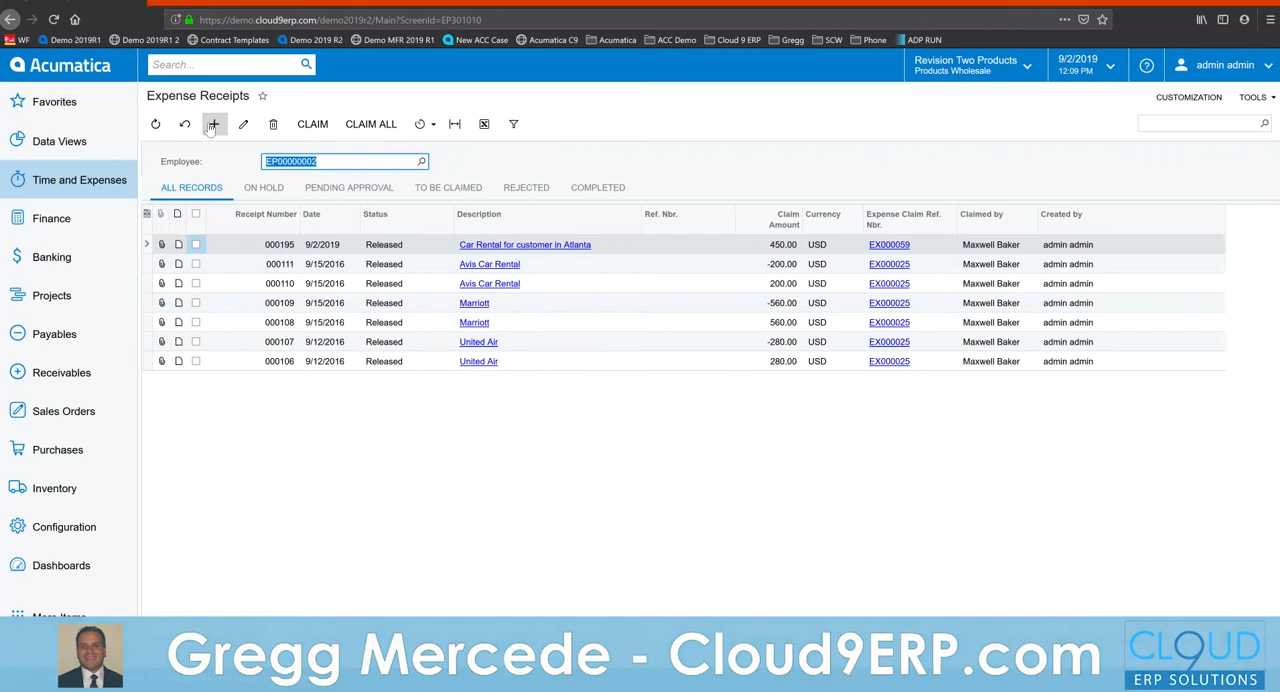 https://demo.cloud9erp.com/demo2019r2/Main?ScreenId=EP301010
WF Demo 2019R1 Demo 2019R1 2 Contract Templates Demo 2019 R2 Demo MFR 2019 R1 New ACC Case Acumatica C9 Acumatica ACC Demo Cloud 9 ERP Gregg SCW Phone ADP RUN
Acumatica
Search...
Revision Two Products
Products Wholesale
9/2/2019
12:09 PM
admin admin
Favorites
Data Views
Time and Expenses
Finance
Banking
Projects
Payables
Receivables
Sales Orders
Purchases
Inventory
Configuration
Dashboards
Expense Receipts
CUSTOMIZATION TOOLS
CLAIM CLAIM ALL
Employee: EP00000002
ALL RECORDS ON HOLD PENDING APPROVAL TO BE CLAIMED REJECTED COMPLETED
Receipt Number Date Status Description Ref. Nbr. Claim Amount Currency Expense Claim Ref. Nbr. Claimed by Created by
000195 9/2/2019 Released Car Rental for customer in Atlanta 450.00 USD EX000059 Maxwell Baker admin admin
000111 9/15/2016 Released Avis Car Rental -200.00 USD EX000025 Maxwell Baker admin admin
000110 9/15/2016 Released Avis Car Rental 200.00 USD EX000025 Maxwell Baker admin admin
000109 9/15/2016 Released Marriott -560.00 USD EX000025 Maxwell Baker admin admin
000108 9/15/2016 Released Marriott 560.00 USD EX000025 Maxwell Baker admin admin
000107 9/12/2016 Released United Air -280.00 USD EX000025 Maxwell Baker admin admin
000106 9/12/2016 Released United Air 280.00 USD EX000025 Maxwell Baker admin admin
Gregg Mercede - Cloud9ERP.com
CLOUD9
ERP SOLUTIONS